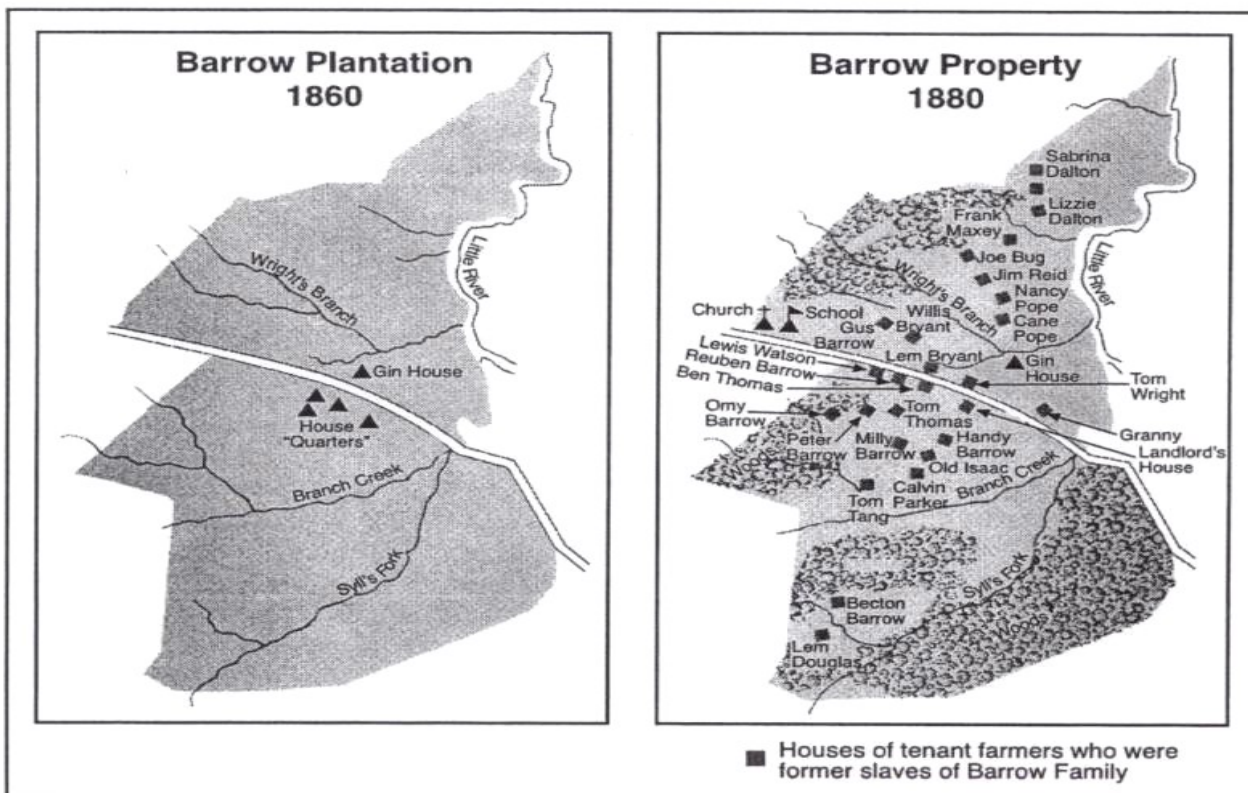 Barrow Plantation
1860
Wright's Branch
Little River
Gin House
House
"Quarters"
Branch Creek
Syll's Fork
Barrow Property
1880
Sabrina
Dalton
Lizzie
Dalton
Frank
Maxey
Joe Bug
Jim Reid
Nancy
Pope
Cane
Pope
Little River
Wright's Branch
Church
School
Willis
Bryant
Gus
Barrow
Lewis Watson
Reuben Barrow
Ben Thomas
Lem Bryant
Gin
House
Tom
Wright
Omy
Barrow
Tom
Thomas
Granny
Landlord's
House
Peter
Barrow
Milly
Barrow
Handy
Barrow
Old Isaac
Calvin
Parker
Tom
Tang
Branch Creek
Woods
Syll's Fork
Woods
Becton
Barrow
Lem
Douglas
Houses of tenant farmers who were
former slaves of Barrow Family